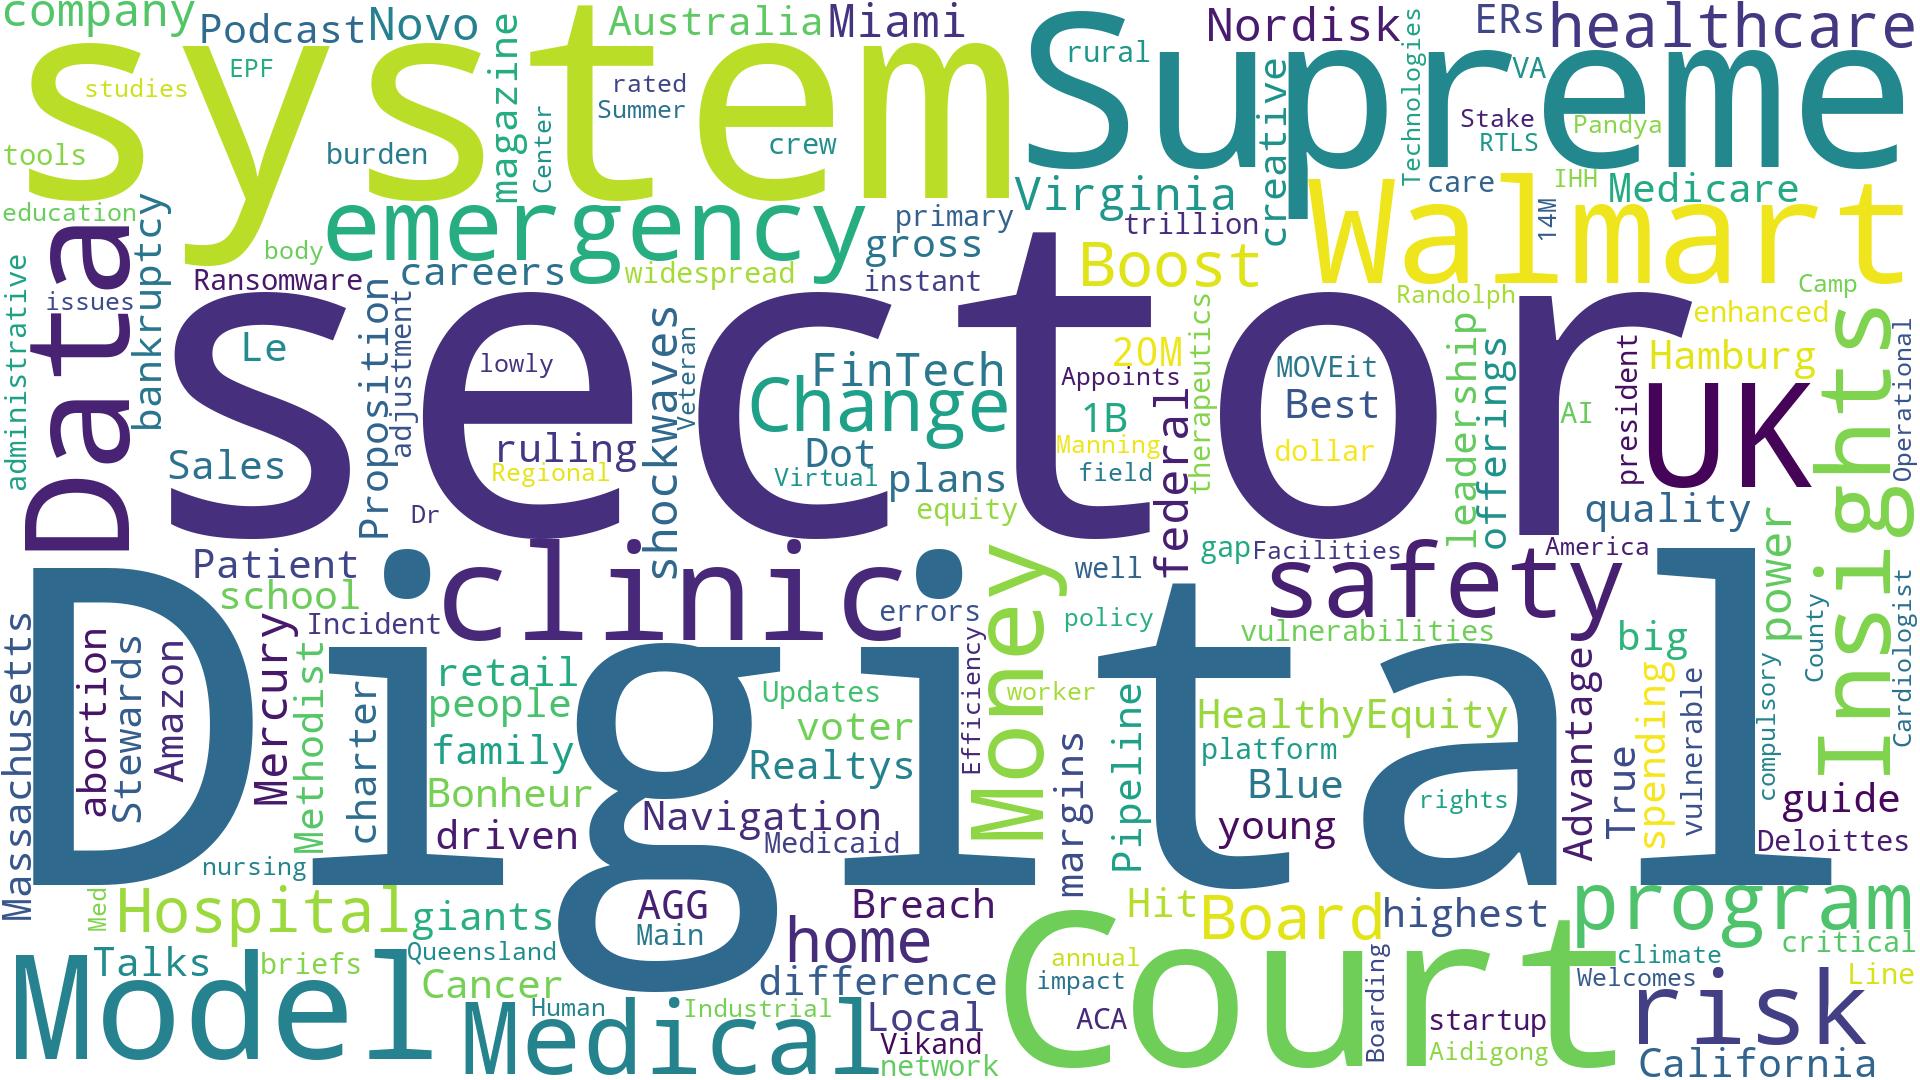 company
Podcast
Novo
magazine
Australia
Miami
Supreme
rural
Nordisk
ERs
healthcare
system
EPF
studies
rated
Summer
crew
Center
creative
Technologies
VA
Stake
RTLS
Pandya
tools
burden
Virginia
care
IHH
Medicare
education
emergency
primary
trillion
14M
Walmart
body
gross
Boost
Data
bankruptcy
Ransomware
careers
widespread
instant
Randolph
Camp
administrative
issues
sector
enhanced
Le
Proposition
adjustment
lowly
shockwaves
Veteran
FinTech
Change
20M
Appoints
therapeutics
MOVEit
Best
leadership
offerings
president
Hamburg
Insights
Operational
Sales
ruling
Regional
Dot
Virtual
plans
1B
Manning
field
federal
dollar
AI
UK
Dr
equity
quality
Patient
school
Incident
clinic
errors
Money
well
gap
Facilities
America
safety
power
County
Cardiologist
policy
vulnerabilities
big
Massachusetts
abortion
Stewards
Amazon
Mercury
Methodist
charter
retail
people
family
Bonheur
driven
Digital
Updates
voter
Realtys
Navigation
Medicaid
Efficiency
worker
margins
Pipeline
HealthyEquity
platform
Blue
rights
young
Advantage
True
spending
vulnerable
compulsory
guide
Deloittes
nursing
Med
Hospital
giants
AGG
Main
Breach
home
Hit
Board
highest
program
critical
Talks
briefs
Queensland
Cancer
difference
annual
impact
Court
Boarding
climate
Welcomes
Line
Model
Human
Medical
Industrial
Local
Vikand
network
ACA
startup
Aidigong
risk
California